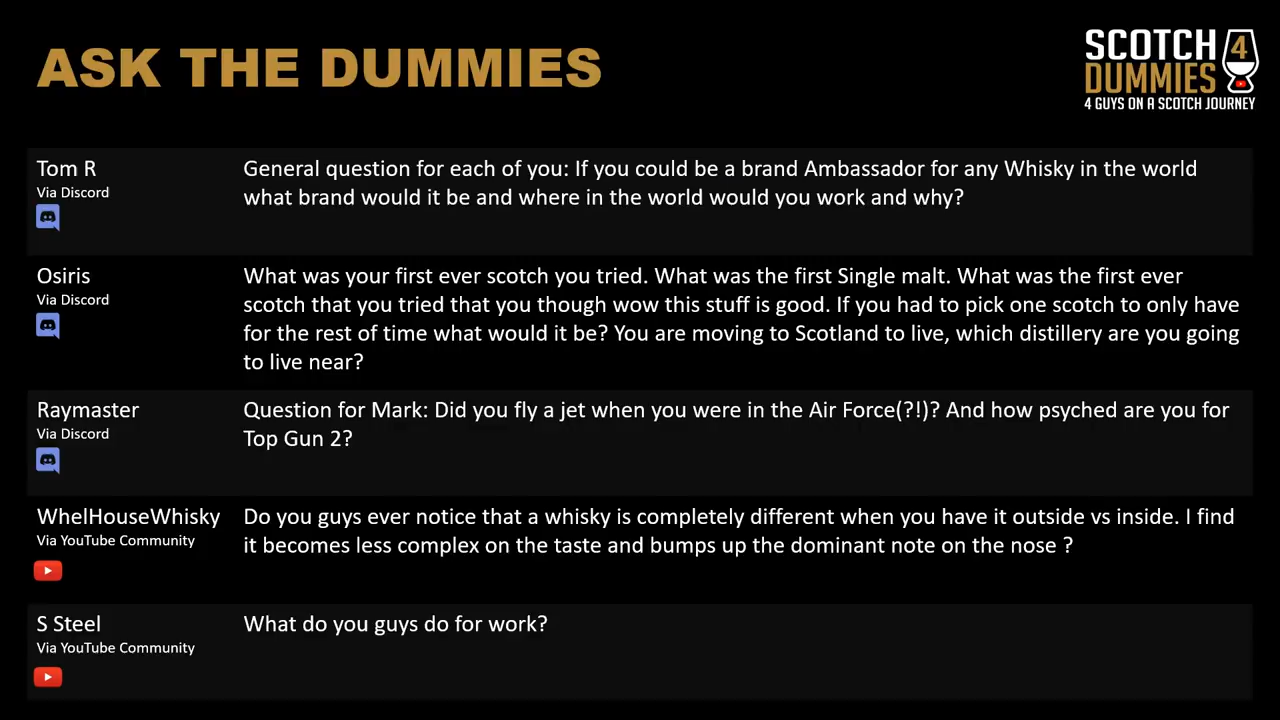 ASK THE DUMMIES
SCOTCH 4
DUMMIES
4 GUYS ON A SCOTCH JOURNEY
Tom R
Via Discord
General question for each of you: If you could be a brand Ambassador for any Whisky in the world
what brand would it be and where in the world would you work and why?
Osiris
Via Discord
What was your first ever scotch you tried. What was the first Single malt. What was the first ever
scotch that you tried that you though wow this stuff is good. If you had to pick one scotch to only have
for the rest of time what would it be? You are moving to Scotland to live, which distillery are you going
to live near?
Raymaster
Via Discord
Question for Mark: Did you fly a jet when you were in the Air Force(?!)? And how psyched are you for
Top Gun 2?
WhelHouseWhisky
Via YouTube Community
Do you guys ever notice that a whisky is completely different when you have it outside vs inside. I find
it becomes less complex on the taste and bumps up the dominant note on the nose ?
S Steel
Via YouTube Community
What do you guys do for work?